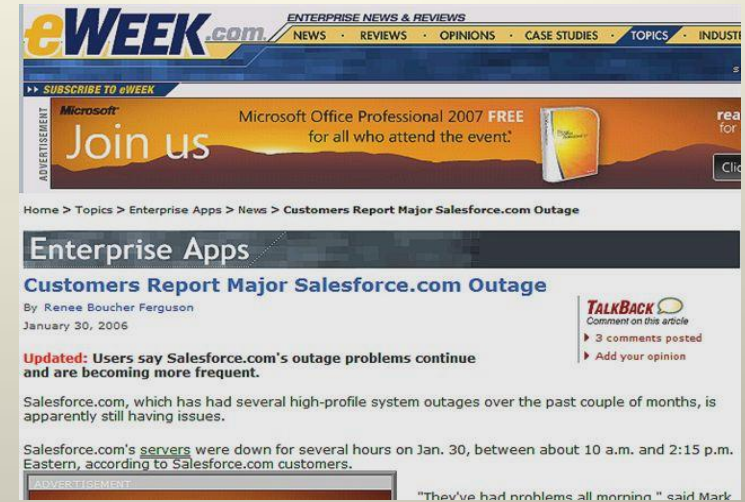 eWEEK.com
ENTERPRISE NEWS & REVIEWS
NEWS · REVIEWS · OPINIONS · CASE STUDIES · TOPICS · INDUSTR
s
›› SUBSCRIBE TO eWEEK
ADVERTISEMENT
Microsoft
Join us
Microsoft Office Professional 2007 FREE
for all who attend the event.*
rea
for
Clic
Home > Topics > Enterprise Apps > News > Customers Report Major Salesforce.com Outage
Enterprise Apps
Customers Report Major Salesforce.com Outage
By Renee Boucher Ferguson
January 30, 2006
TALKBACK
Comment on this article
3 comments posted
Add your opinion
Updated: Users say Salesforce.com's outage problems continue
and are becoming more frequent.
Salesforce.com, which has had several high-profile system outages over the past couple of months, is
apparently still having issues.
Salesforce.com's servers were down for several hours on Jan. 30, between about 10 a.m. and 2:15 p.m.
Eastern, according to Salesforce.com customers.
ADVERTISEMENT
"They've had problems all morning," said Mark